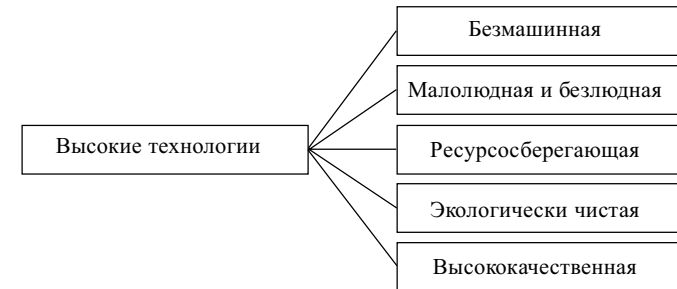 Безмашинная
Малолюдная и безлюдная
Высокие технологии
Ресурсосберегающая
Экологически чистая
Высококачественная